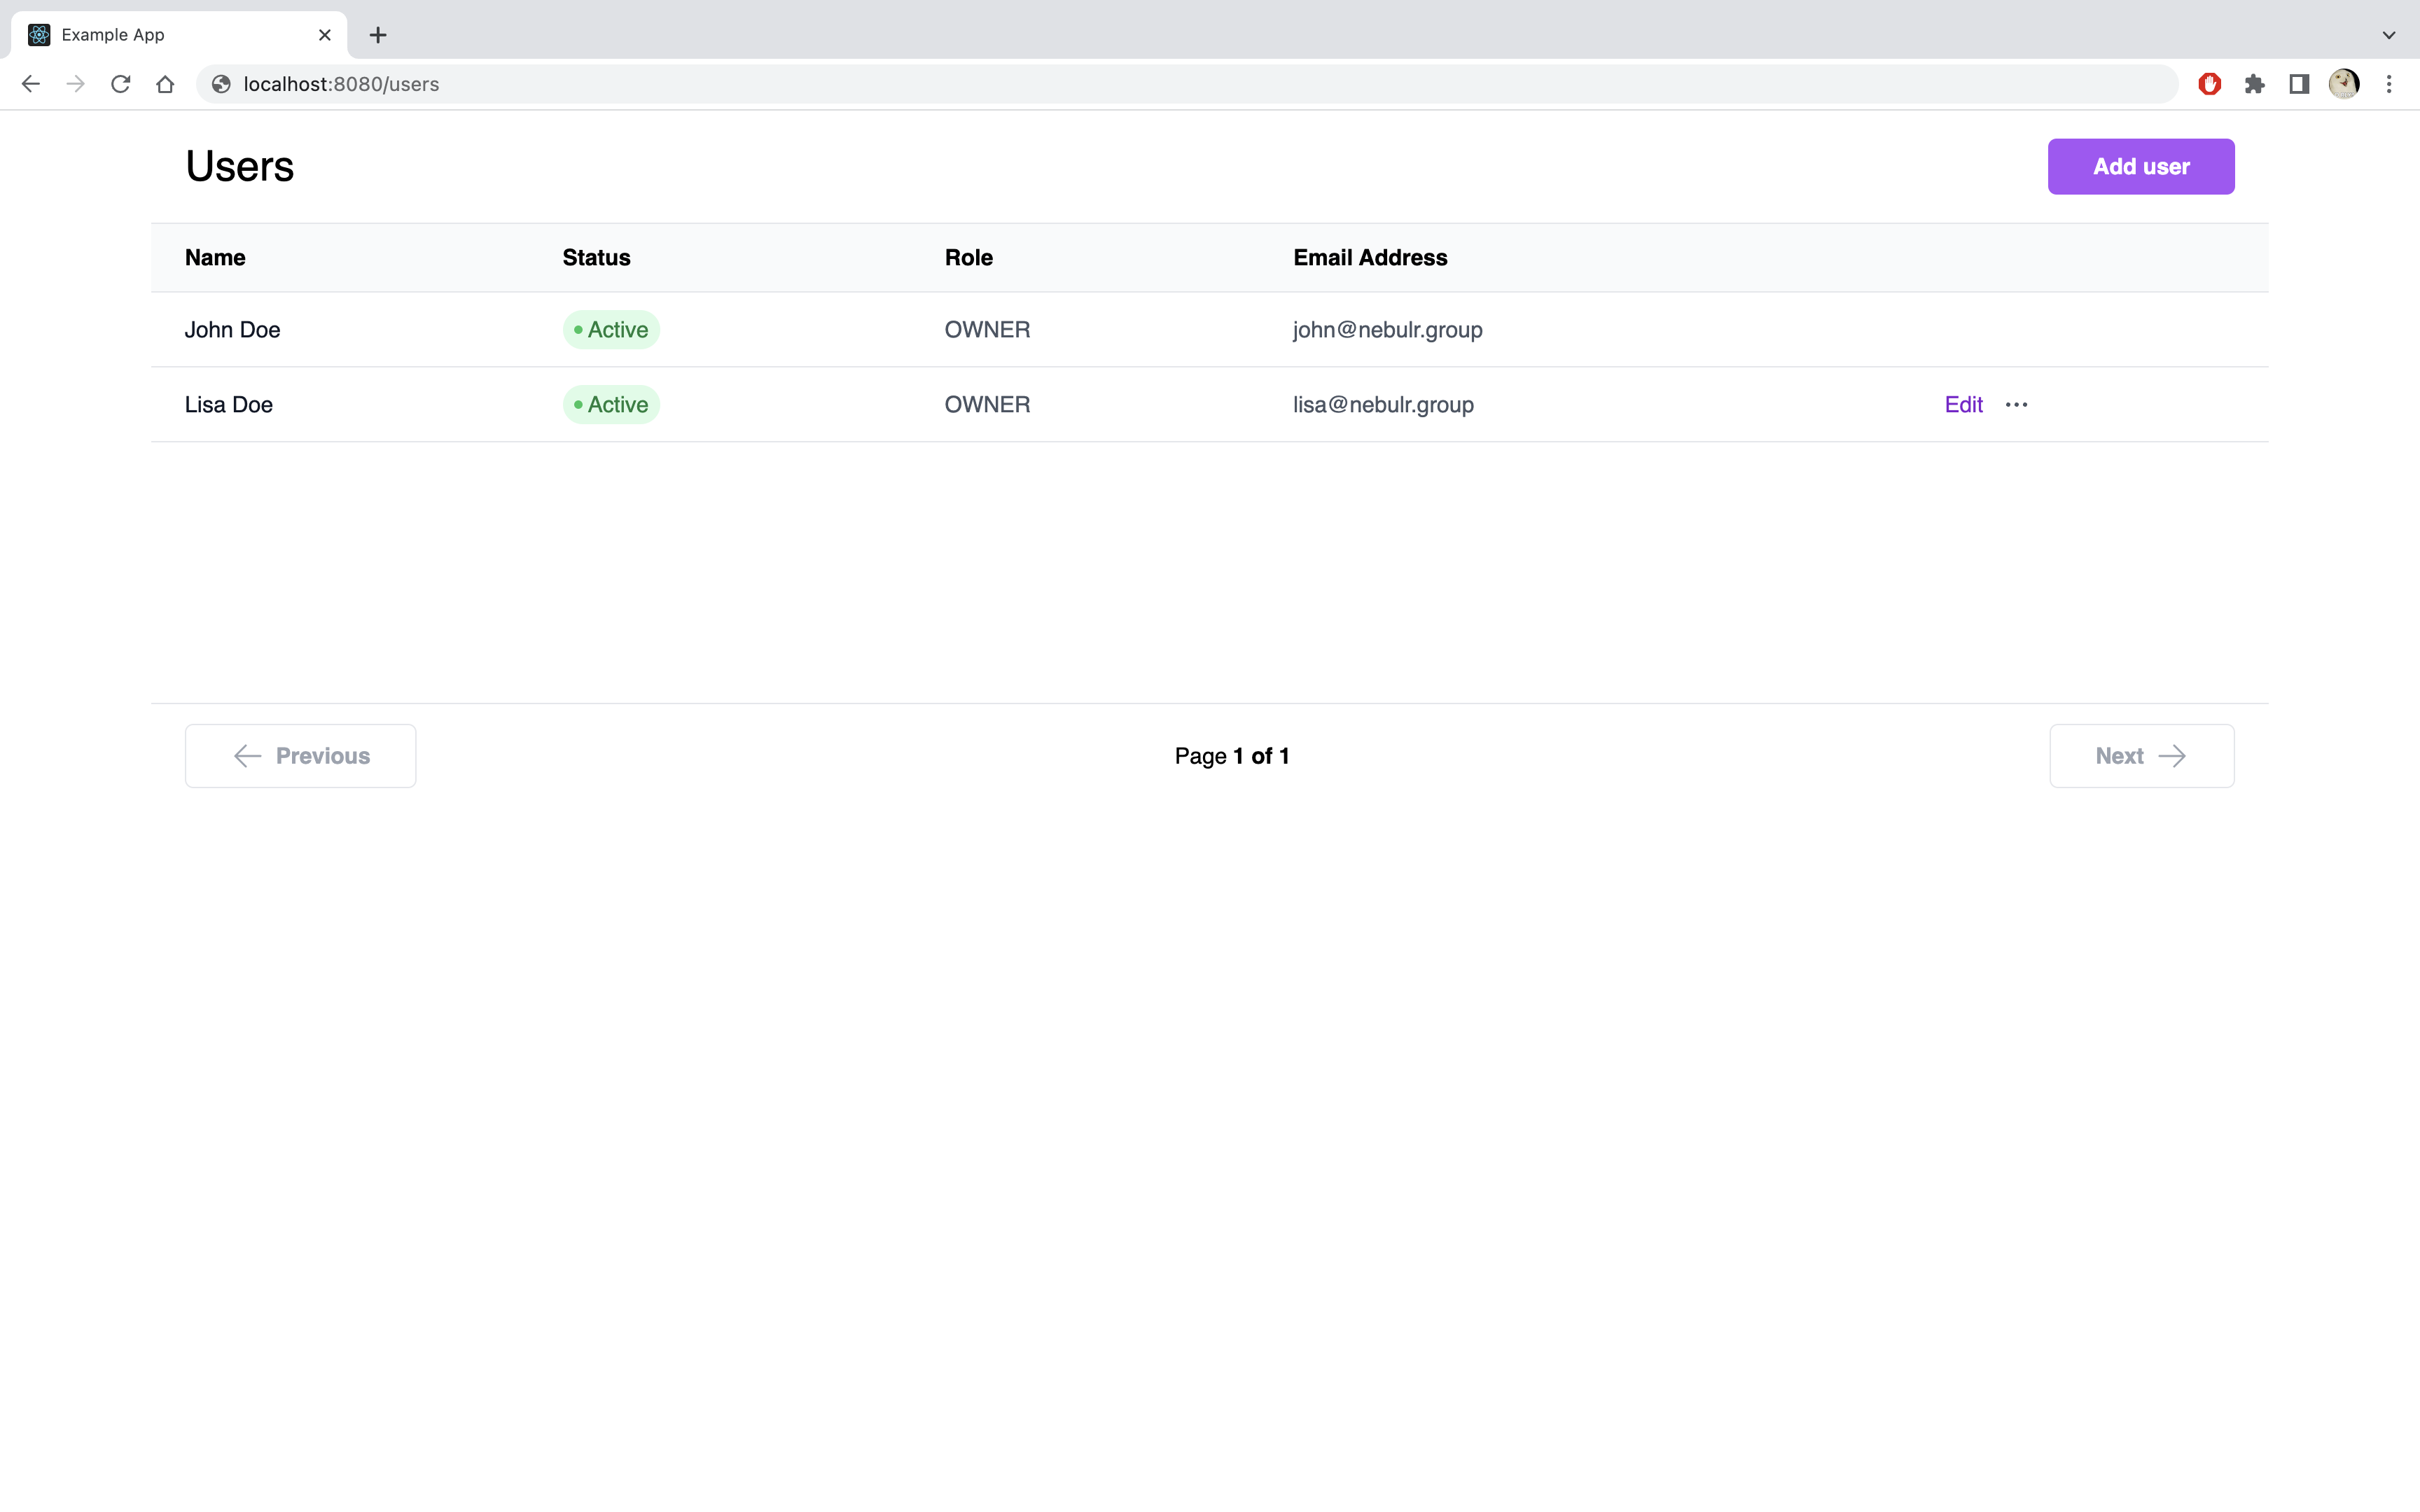 Example App
localhost:8080/users
Users
Add user
Name Status Role Email Address
John Doe Active OWNER john@nebulr.group
Lisa Doe Active OWNER lisa@nebulr.group Edit ...
Previous Page 1 of 1 Next